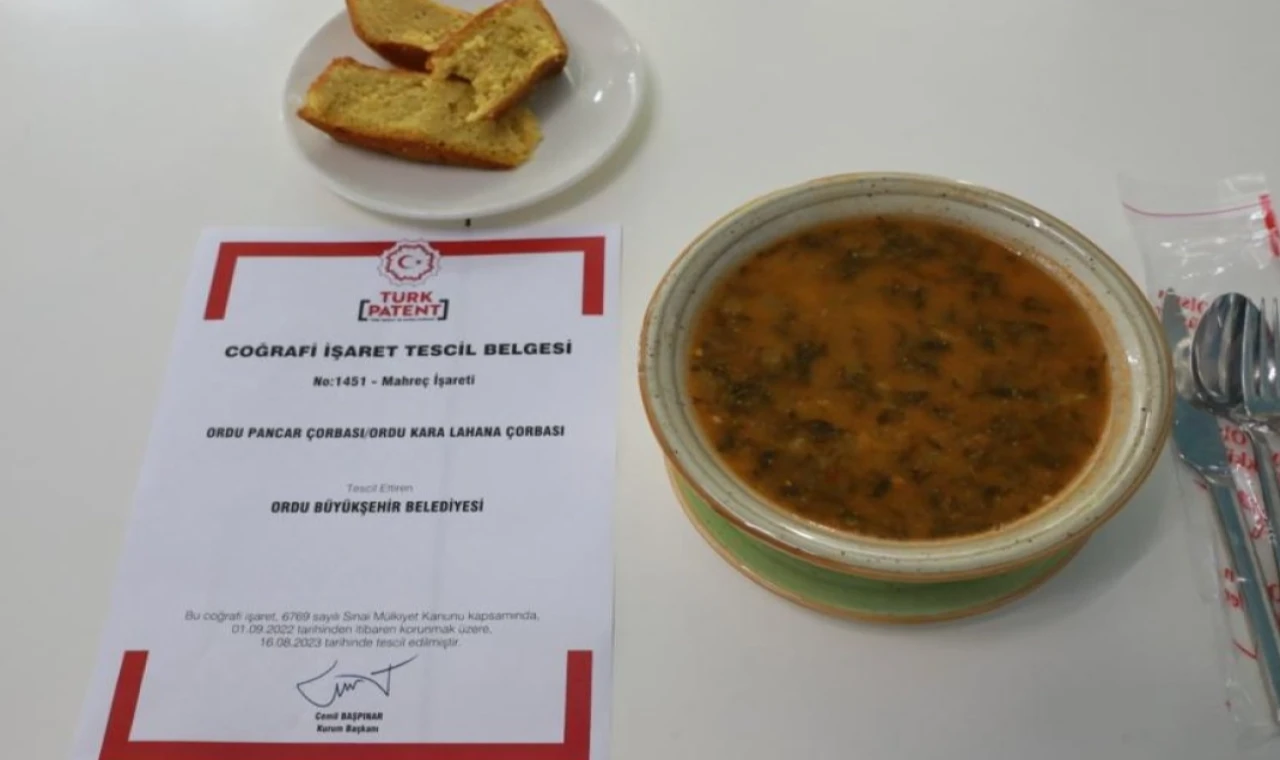 TÜRK
PATENT
COĞRAFİ İŞARET TESCİL BELGESİ
No:1451 - Mahreç İşareti
ORDU PANCAR ÇORBASI/ORDU KARA LAHANA ÇORBASI
Tescil Ettiren
ORDU BÜYÜKŞEHİR BELEDİYESİ
Bu coğrafi işaret, 6769 sayılı Sınai Mülkiyet Kanunu kapsamında,
01.09.2022 tarihinden itibaren korunmak üzere,
16.08.2023 tarihinde tescil edilmiştir.
Cemil BAŞPINAR
Kurum Başkanı